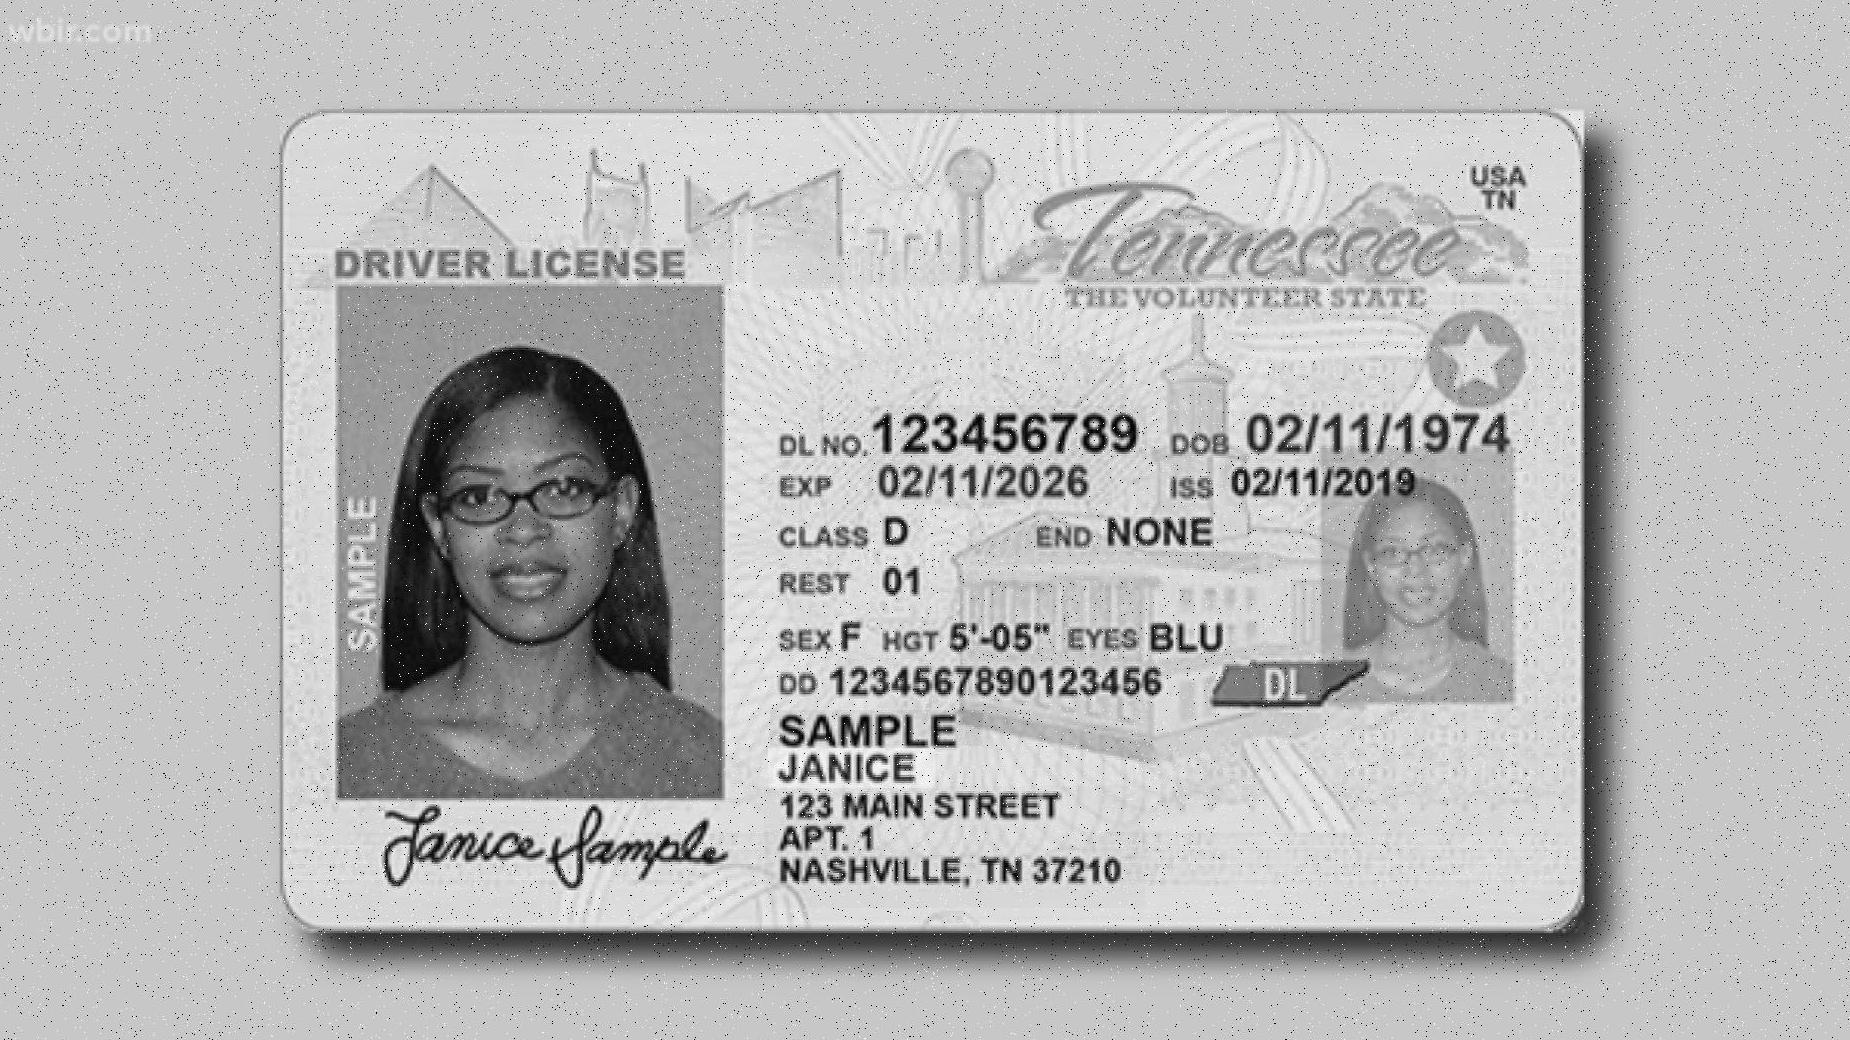 wbir.com
USA
TN
Tennessee
THE VOLUNTEER STATE
DRIVER LICENSE
SAMPLE
DL NO. 123456789 DOB 02/11/1974
EXP 02/11/2026 ISS 02/11/2019
CLASS D END NONE
REST 01
SEX F HGT 5'-05" EYES BLU
DD 1234567890123456
DL
SAMPLE
JANICE
123 MAIN STREET
APT. 1
NASHVILLE, TN 37210
Janice Sample